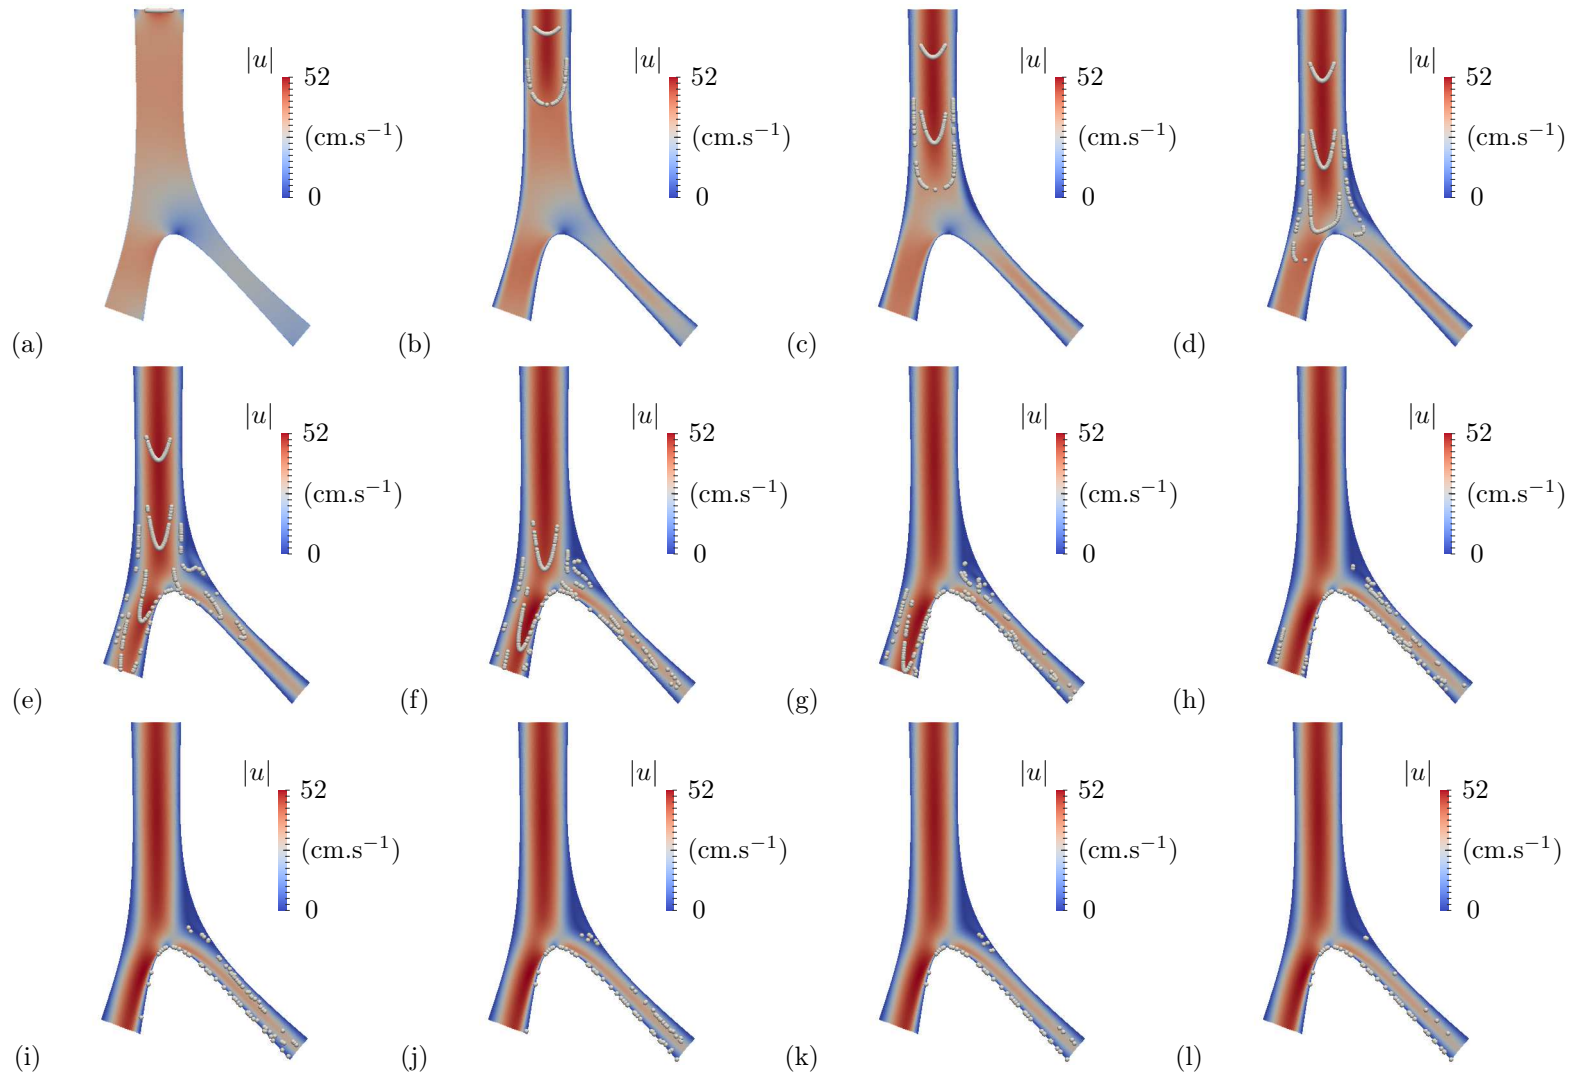 |u|
52
(cm.s⁻¹)
0
(a)
|u|
52
(cm.s⁻¹)
0
(b)
|u|
52
(cm.s⁻¹)
0
(c)
|u|
52
(cm.s⁻¹)
0
(d)
|u|
52
(cm.s⁻¹)
0
(e)
|u|
52
(cm.s⁻¹)
0
(f)
|u|
52
(cm.s⁻¹)
0
(g)
|u|
52
(cm.s⁻¹)
0
(h)
|u|
52
(cm.s⁻¹)
0
(i)
|u|
52
(cm.s⁻¹)
0
(j)
|u|
52
(cm.s⁻¹)
0
(k)
|u|
52
(cm.s⁻¹)
0
(l)